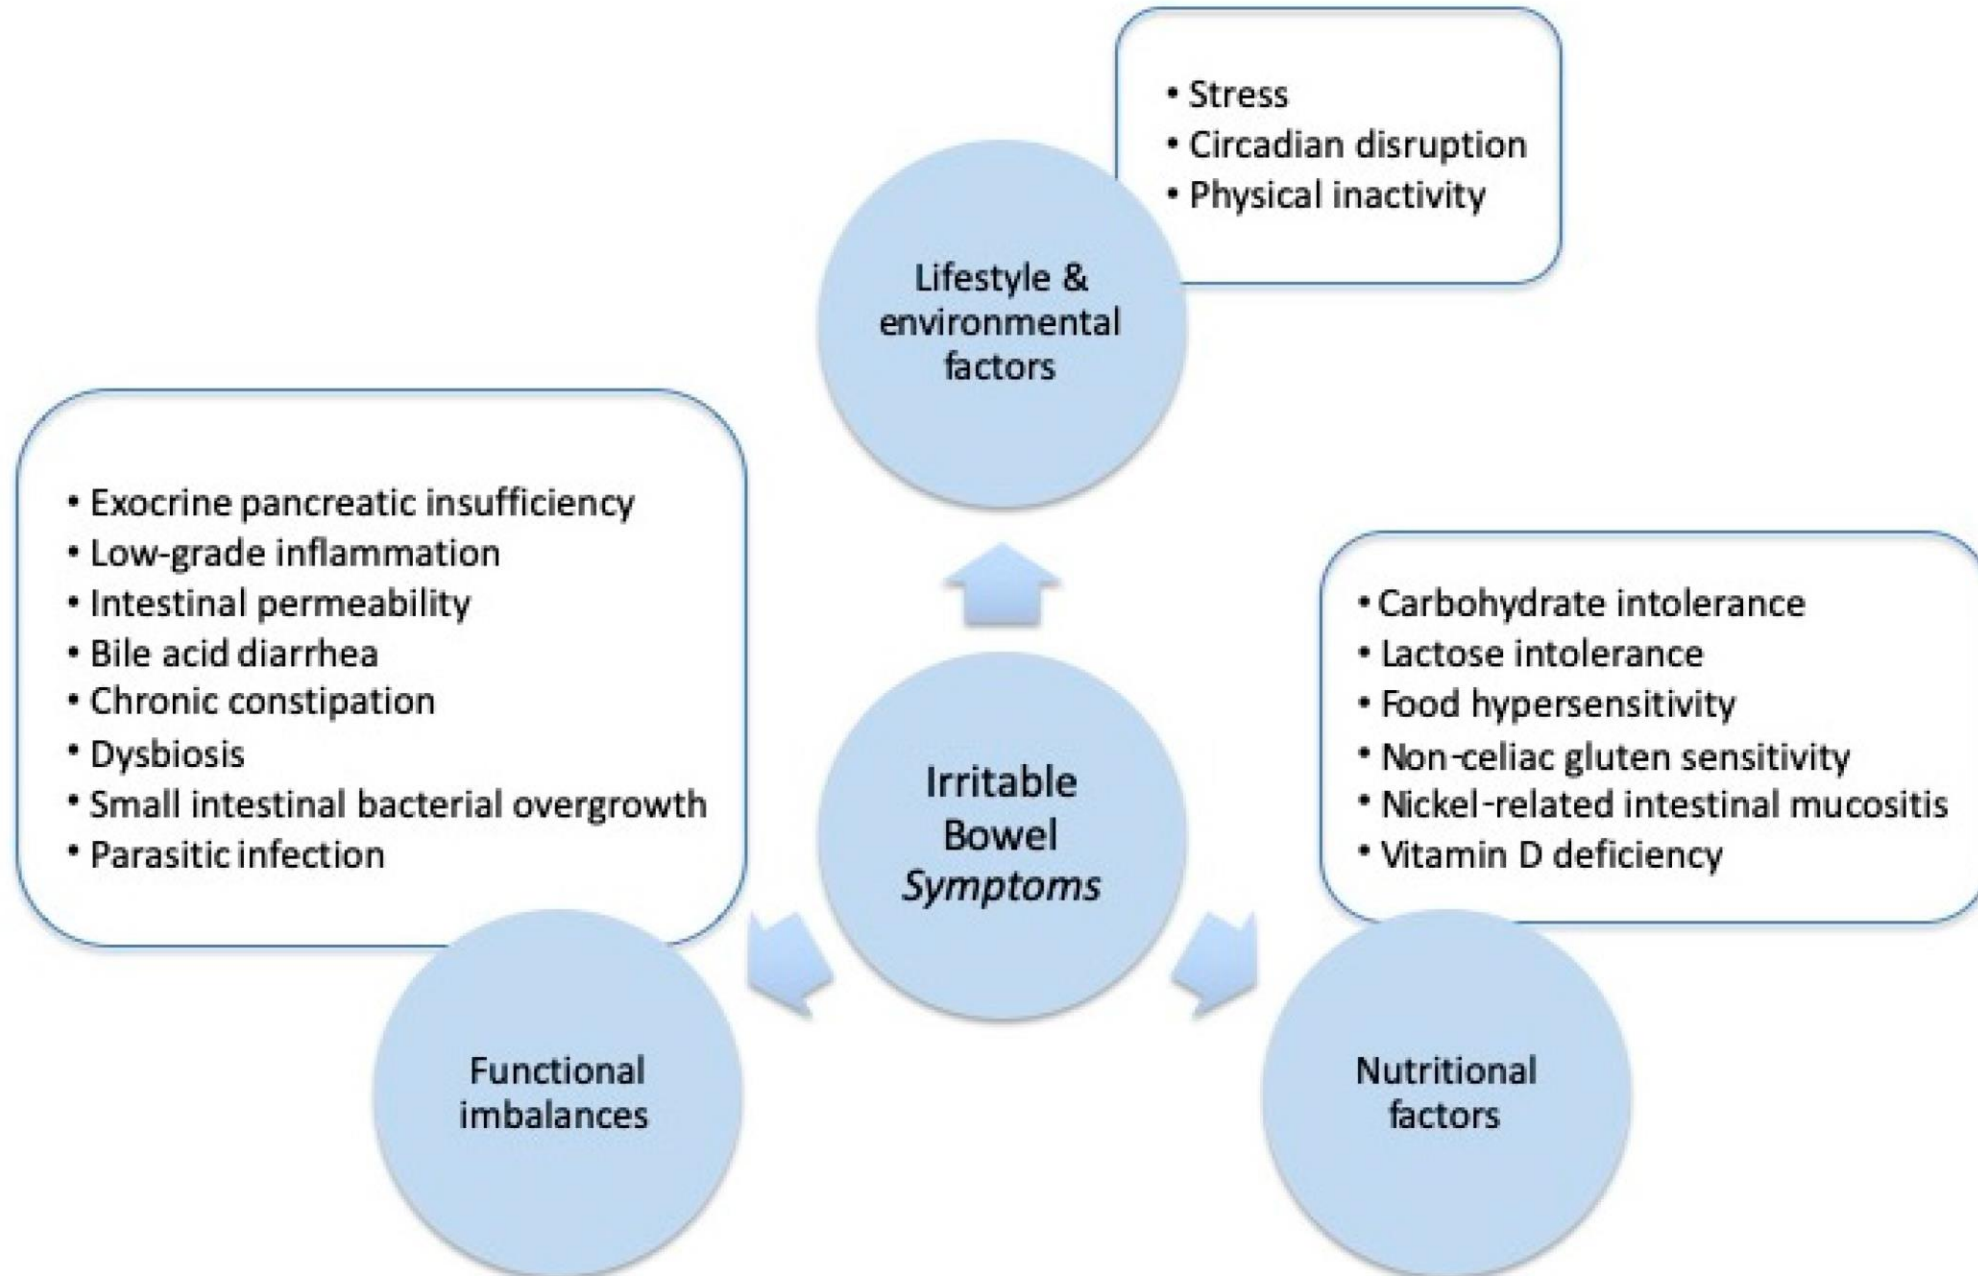 • Stress
• Circadian disruption
• Physical inactivity
Lifestyle &
environmental
factors
• Exocrine pancreatic insufficiency
• Low-grade inflammation
• Intestinal permeability
• Bile acid diarrhea
• Chronic constipation
• Dysbiosis
• Small intestinal bacterial overgrowth
• Parasitic infection
• Carbohydrate intolerance
• Lactose intolerance
• Food hypersensitivity
• Non-celiac gluten sensitivity
• Nickel-related intestinal mucositis
• Vitamin D deficiency
Irritable
Bowel
Symptoms
Functional
imbalances
Nutritional
factors